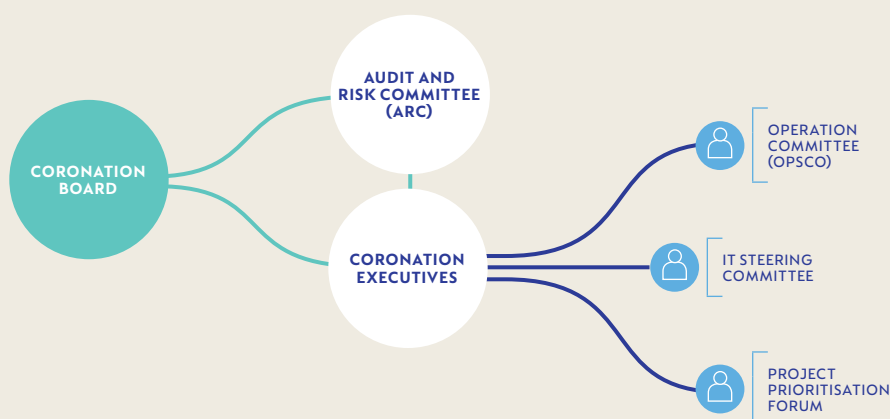 CORONATION
BOARD
AUDIT AND
RISK COMMITTEE
(ARC)
CORONATION
EXECUTIVES
OPERATION
COMMITTEE
(OPSCO)
IT STEERING
COMMITTEE
PROJECT
PRIORITISATION
FORUM